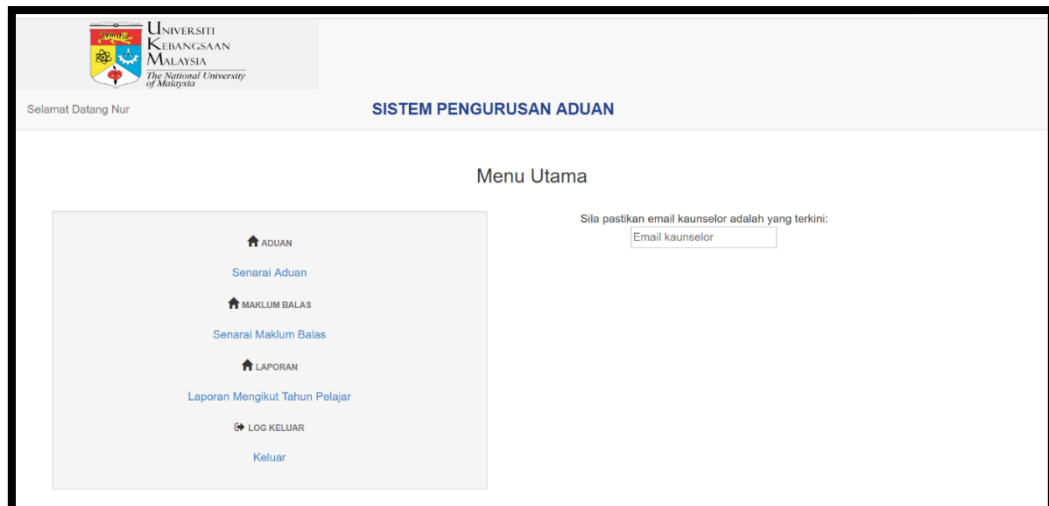 UNIVERSITI
KEBANGSAAN
MALAYSIA
The National University
of Malaysia
Selamat Datang Nur
SISTEM PENGURUSAN ADUAN
Menu Utama
ADUAN
Senarai Aduan
MAKLUM BALAS
Senarai Maklum Balas
LAPORAN
Laporan Mengikut Tahun Pelajar
LOG KELUAR
Keluar
Sila pastikan email kaunselor adalah yang terkini:
Email kaunselor